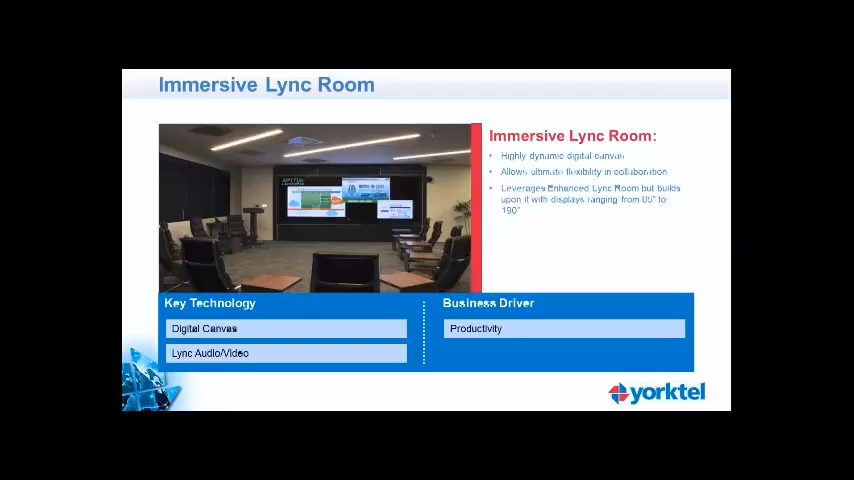 Immersive Lync Room
Immersive Lync Room:
• Highly dynamic digital canvas
• Allows ultimate flexibility in collaboration
• Leverages Enhanced Lync Room but builds
upon it with displays ranging from to
190"
Key Technology
Digital Canvas
Lync Audio/Video
Business Driver
Productivity
yorktel